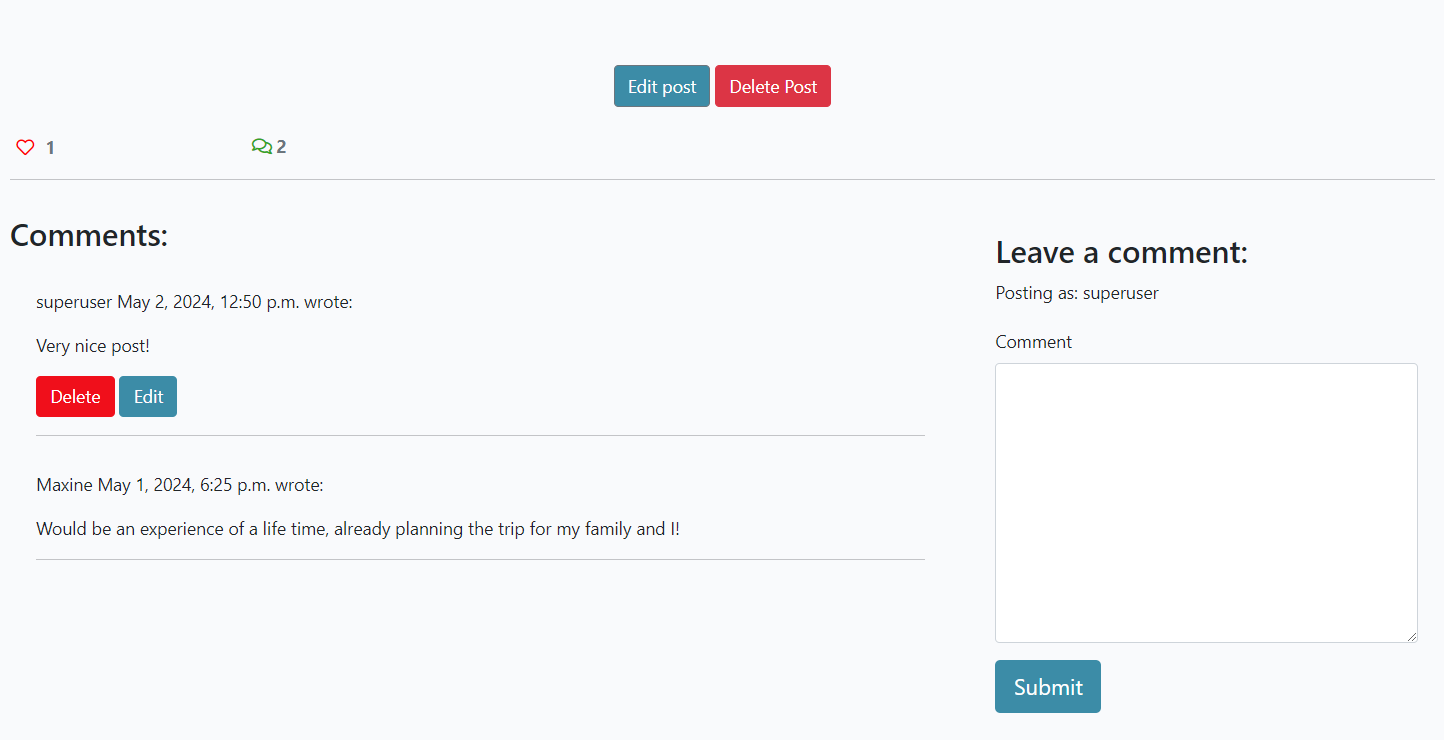 Edit post Delete Post
1 2
Comments:
superuser May 2, 2024, 12:50 p.m. wrote:
Very nice post!
Delete Edit
Maxine May 1, 2024, 6:25 p.m. wrote:
Would be an experience of a life time, already planning the trip for my family and I!
Leave a comment:
Posting as: superuser
Comment
Submit